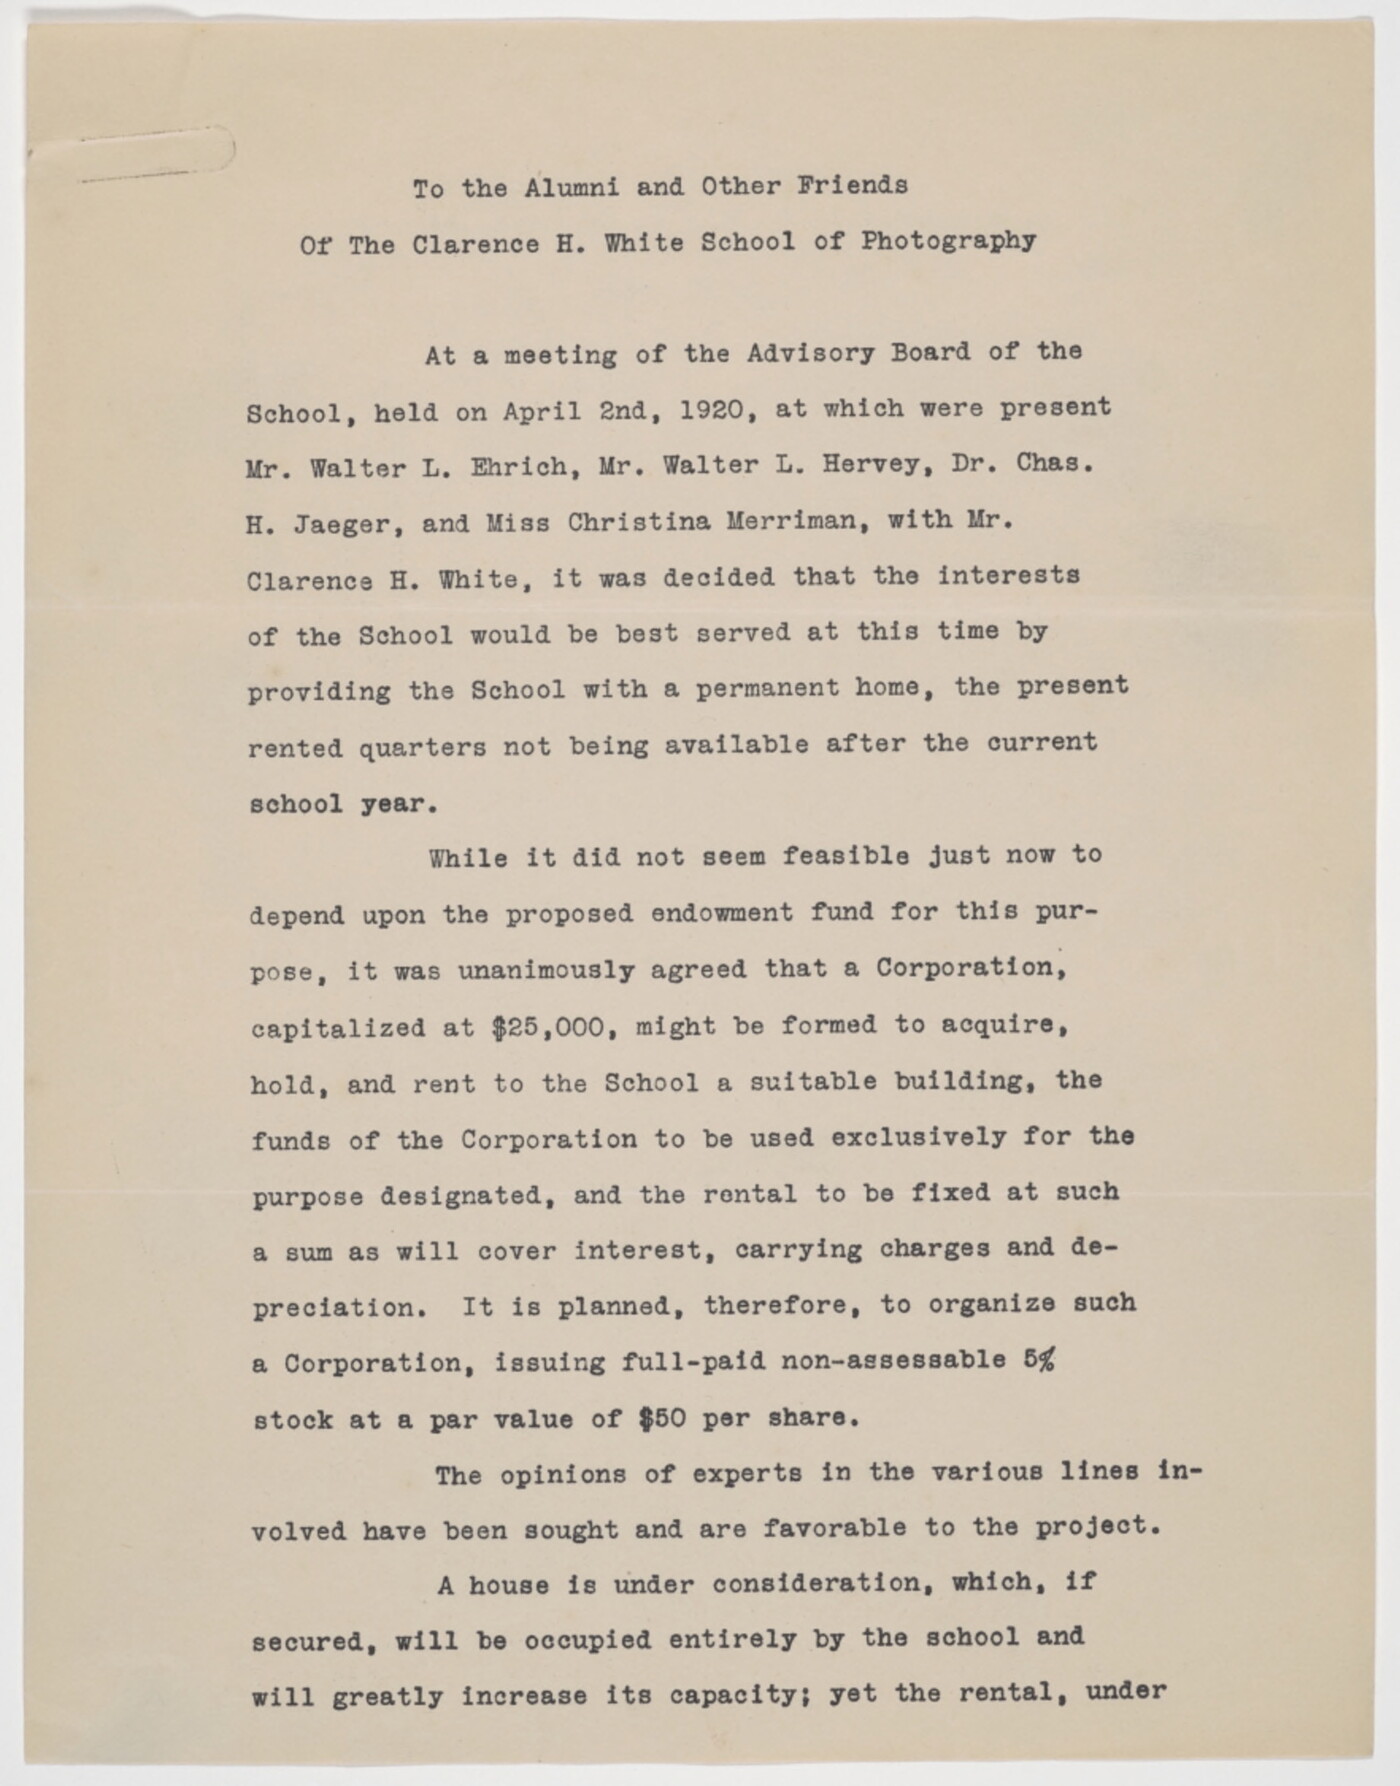 To the Alumni and Other Friends
Of The Clarence H. White School of Photography
At a meeting of the Advisory Board of the
School, held on April 2nd, 1920, at which were present
Mr. Walter L. Ehrich, Mr. Walter L. Hervey, Dr. Chas.
H. Jaeger, and Miss Christina Merriman, with Mr.
Clarence H. White, it was decided that the interests
of the School would be best served at this time by
providing the School with a permanent home, the present
rented quarters not being available after the current
school year.
While it did not seem feasible just now to
depend upon the proposed endowment fund for this pur-
pose, it was unanimously agreed that a Corporation,
capitalized at $25,000, might be formed to acquire,
hold, and rent to the School a suitable building, the
funds of the Corporation to be used exclusively for the
purpose designated, and the rental to be fixed at such
a sum as will cover interest, carrying charges and de-
preciation.  It is planned, therefore, to organize such
a Corporation, issuing full-paid non-assessable 5%
stock at a par value of $50 per share.
The opinions of experts in the various lines in-
volved have been sought and are favorable to the project.
A house is under consideration, which, if
secured, will be occupied entirely by the school and
will greatly increase its capacity; yet the rental, under